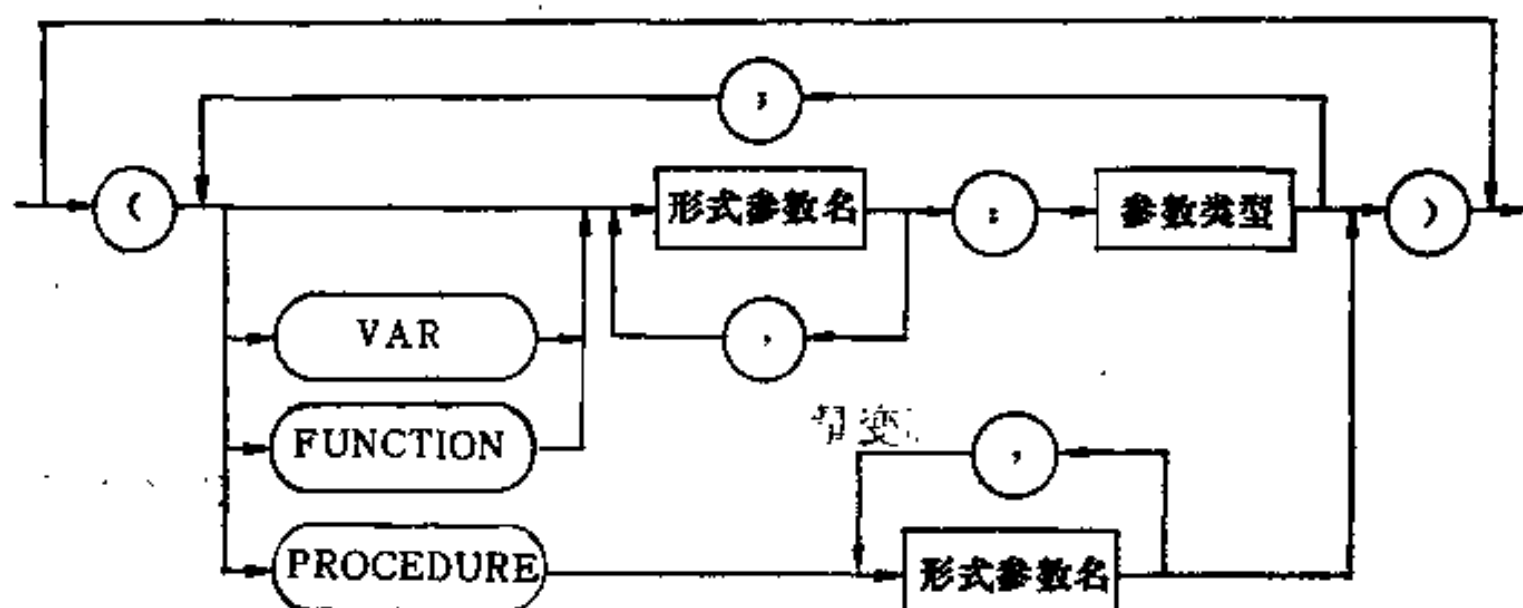 ;
( 形式参数名 : 参数类型 )
VAR
,
FUNCTION
,
PROCEDURE
形式参数名